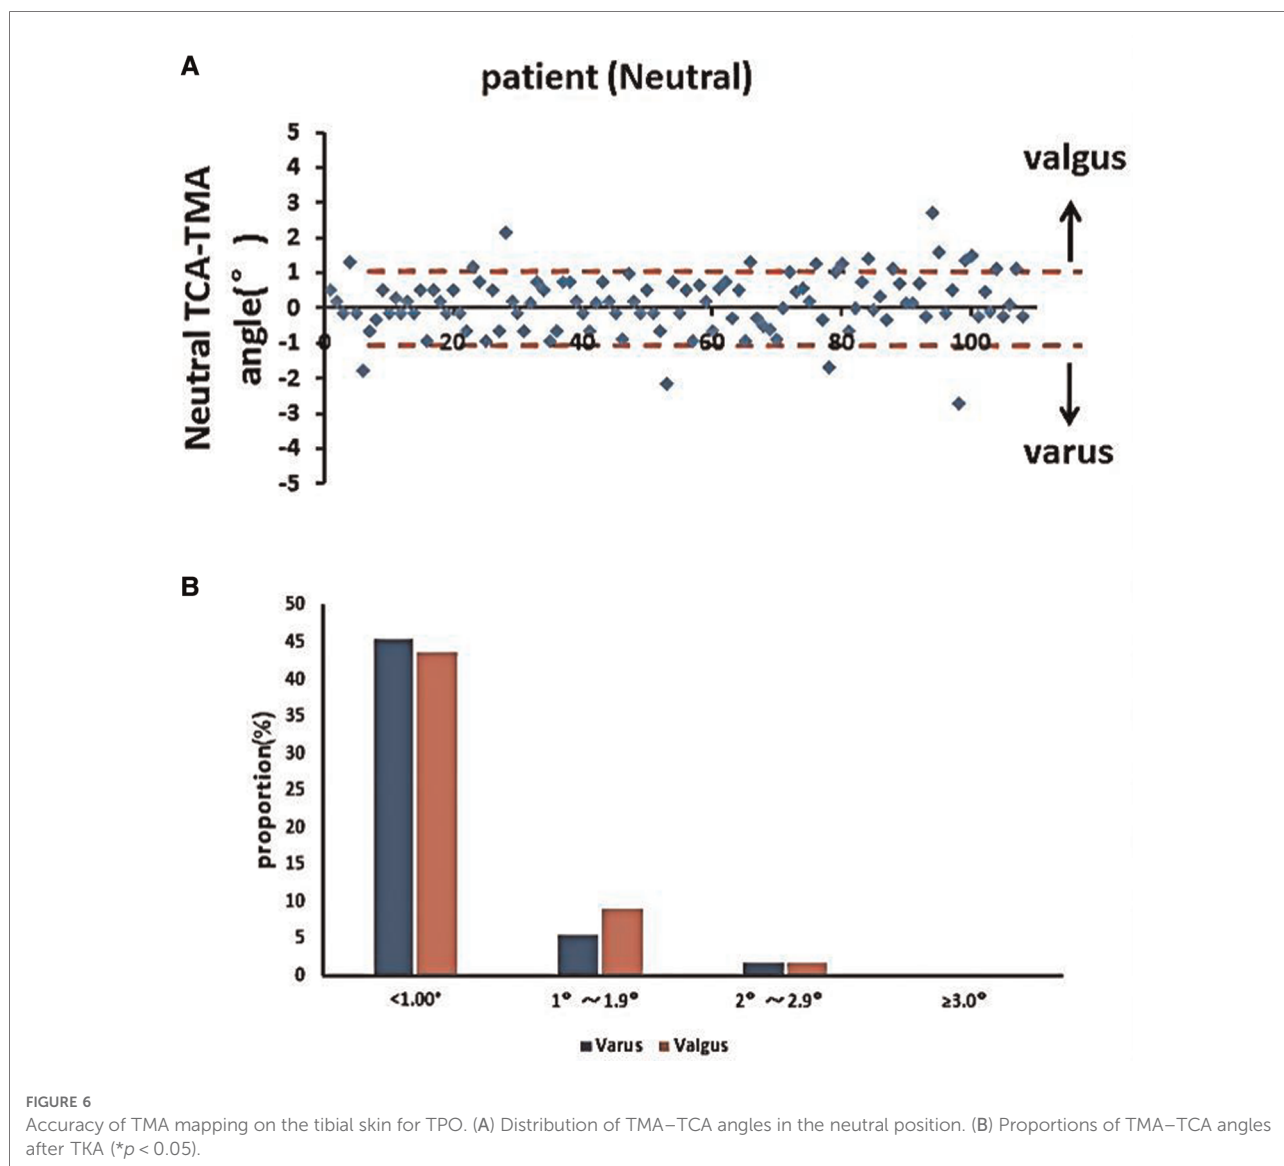 A
patient (Neutral)
Neutral TCA-TMA
angle(° )
5
4
3
2
1
0
-1
-2
-3
-4
-5
0 20 40 60 80 100
valgus
varus
B
proportion(%)
50
45
40
35
30
25
20
15
10
5
0
<1.00° 1° ～1.9° 2° ～2.9° ≥3.0°
Varus Valgus
FIGURE 6
Accuracy of TMA mapping on the tibial skin for TPO. (A) Distribution of TMA–TCA angles in the neutral position. (B) Proportions of TMA–TCA angles
after TKA (*p < 0.05).